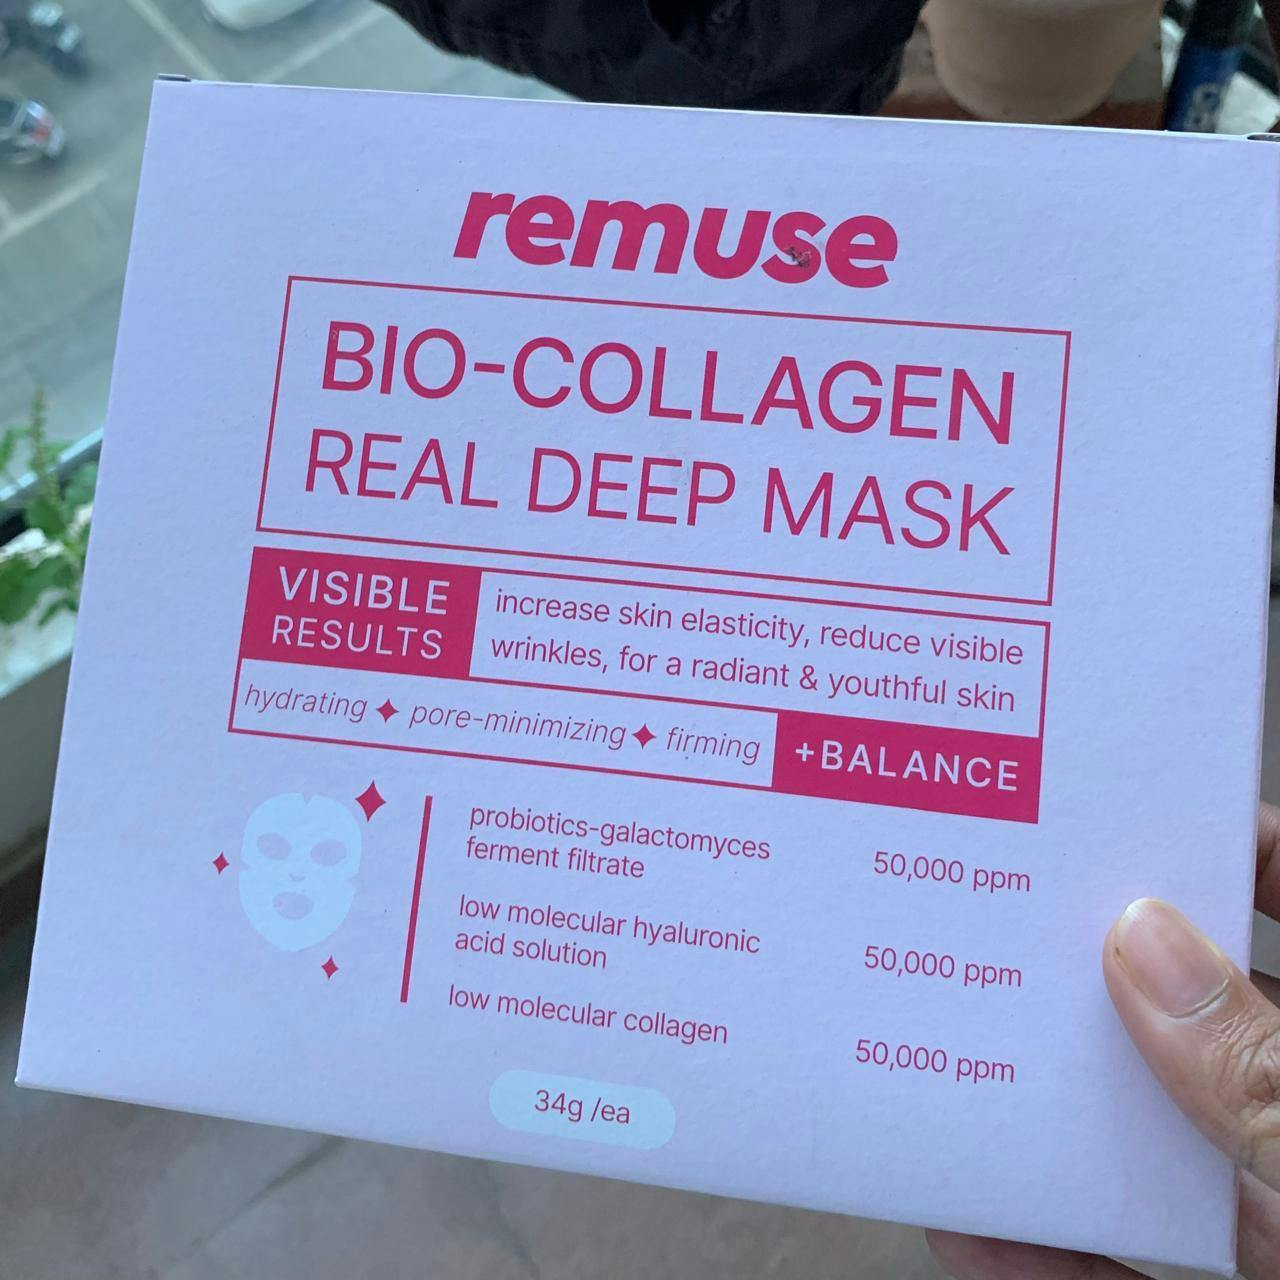 remuse
BIO-COLLAGEN
REAL DEEP MASK
VISIBLE
RESULTS
increase skin elasticity, reduce visible
wrinkles, for a radiant & youthful skin
hydrating ✦ pore-minimizing ✦ firming
+BALANCE
probiotics-galactomyces
ferment filtrate
50,000 ppm
low molecular hyaluronic
acid solution
50,000 ppm
low molecular collagen
50,000 ppm
34g /ea